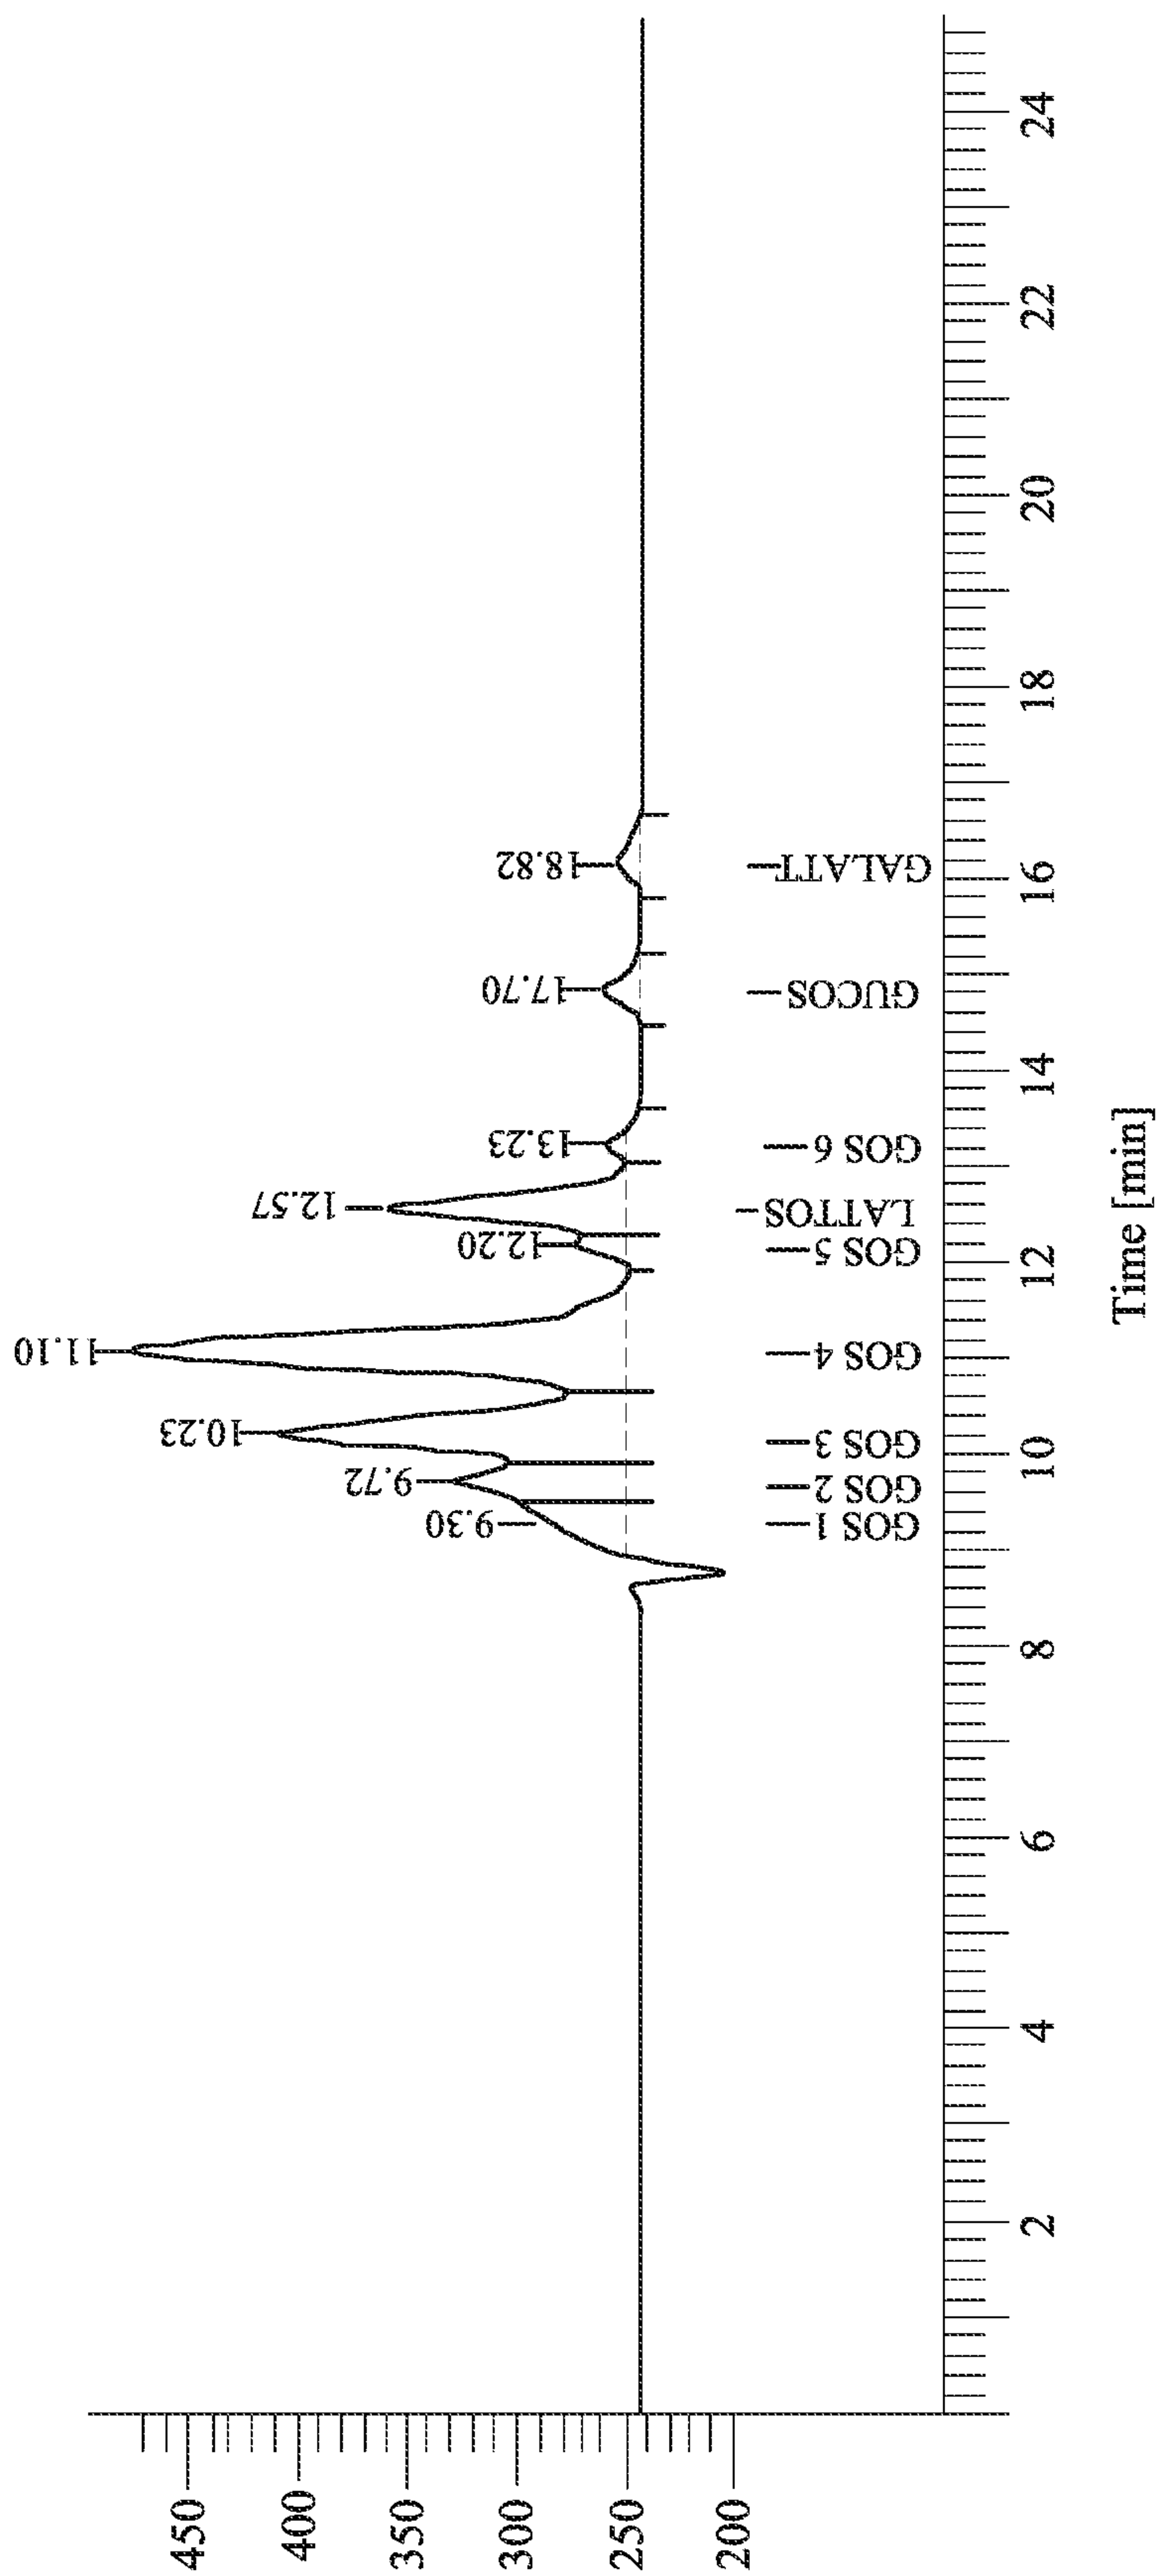 450
400
350
300
250
200
9.30
9.72
10.23
11.10
12.20
12.57
13.23
17.70
18.82
GOS 1
GOS 2
GOS 3
GOS 4
GOS 5
LATTOS
GOS 6
GUCOS
GALATT
2
4
6
8
10
12
14
16
18
20
22
24
Time [min]